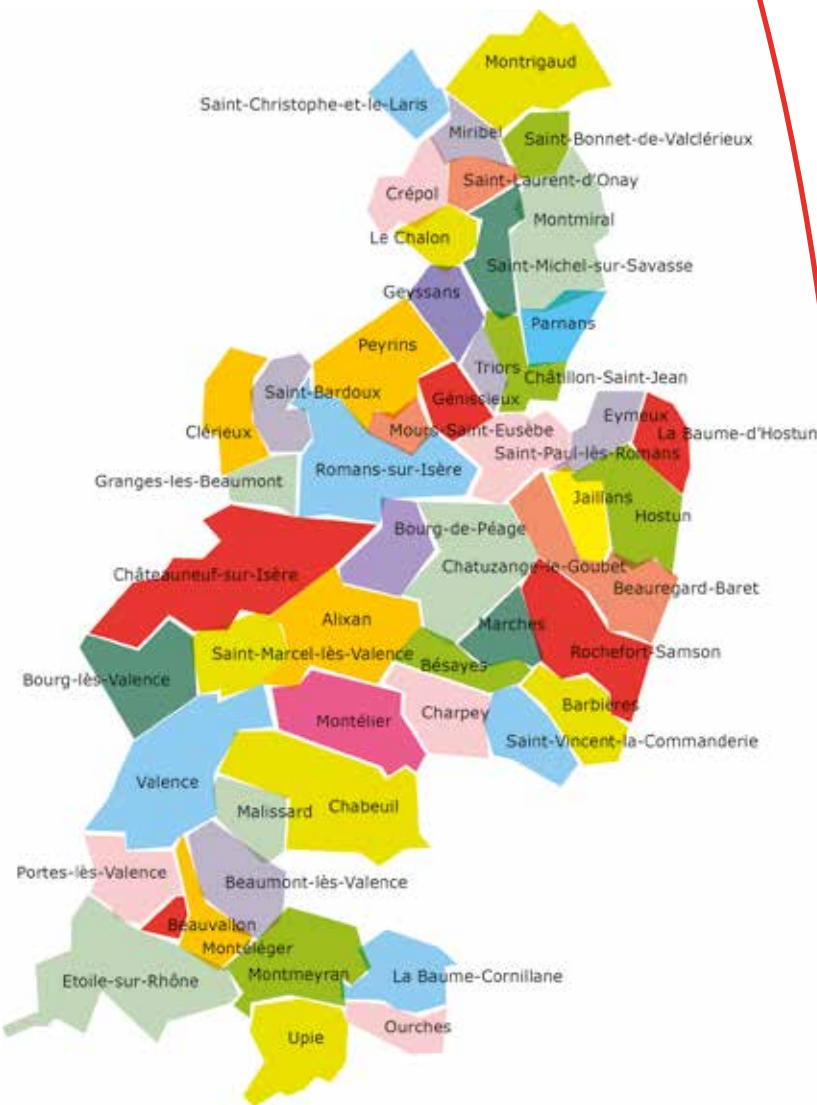 Montrigaud
Saint-Christophe-et-le-Laris
Miribel
Saint-Bonnet-de-Valclérieux
Saint-Laurent-d'Onay
Crépol
Montmiral
Le Chalon
Saint-Michel-sur-Savasse
Geyssans
Parnans
Peyrins
Triors
Châtillon-Saint-Jean
Saint-Bardoux
Génissieux
Eymeux
Clérieux
Mours-Saint-Eusèbe
La Baume-d'Hostun
Saint-Paul-lès-Romans
Romans-sur-Isère
Granges-les-Beaumont
Jaillans
Hostun
Bourg-de-Péage
Chatuzange-le-Goubet
Châteauneuf-sur-Isère
Beauregard-Baret
Alixan
Marches
Saint-Marcel-lès-Valence
Rochefort-Samson
Bésayes
Bourg-lès-Valence
Barbières
Charpey
Montélier
Saint-Vincent-la-Commanderie
Valence
Chabeuil
Malissard
Portes-lès-Valence
Beaumont-lès-Valence
Beauvallon
Montéléger
Montmeyran
La Baume-Cornillane
Etoile-sur-Rhône
Ourches
Upie